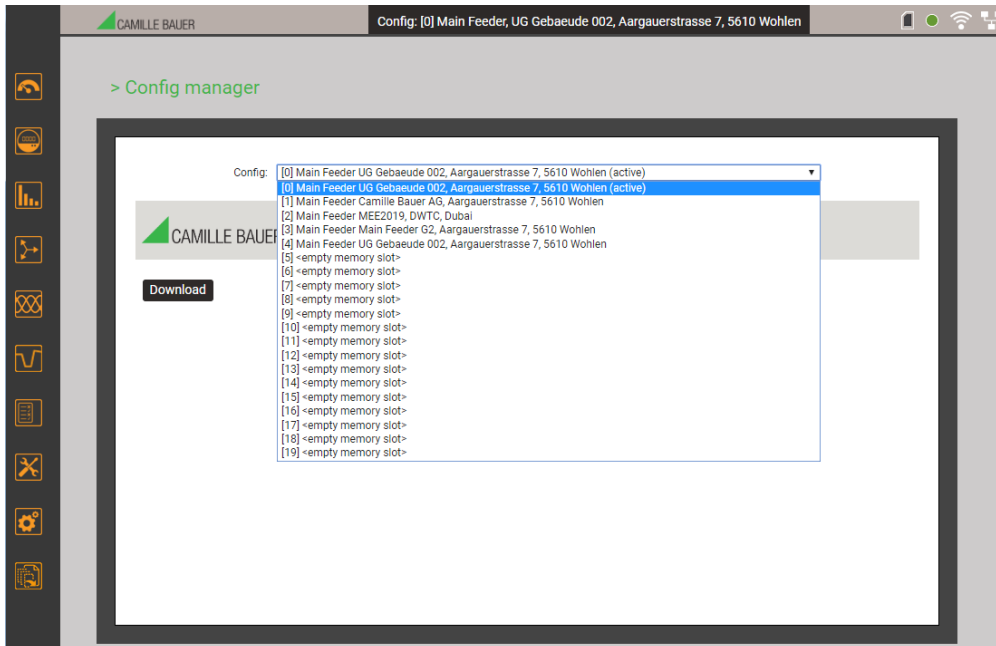 CAMILLE BAUER
Config: [0] Main Feeder, UG Gebaeude 002, Aargauerstrasse 7, 5610 Wohlen
> Config manager
Config: [0] Main Feeder UG Gebaeude 002, Aargauerstrasse 7, 5610 Wohlen (active)
[0] Main Feeder UG Gebaeude 002, Aargauerstrasse 7, 5610 Wohlen (active)
[1] Main Feeder Camille Bauer AG, Aargauerstrasse 7, 5610 Wohlen
[2] Main Feeder MEE2019, DWTC, Dubai
[3] Main Feeder Main Feeder G2, Aargauerstrasse 7, 5610 Wohlen
[4] Main Feeder UG Gebaeude 002, Aargauerstrasse 7, 5610 Wohlen
[5] <empty memory slot>
[6] <empty memory slot>
[7] <empty memory slot>
[8] <empty memory slot>
[9] <empty memory slot>
[10] <empty memory slot>
[11] <empty memory slot>
[12] <empty memory slot>
[13] <empty memory slot>
[14] <empty memory slot>
[15] <empty memory slot>
[16] <empty memory slot>
[17] <empty memory slot>
[18] <empty memory slot>
[19] <empty memory slot>
CAMILLE BAUER
Download